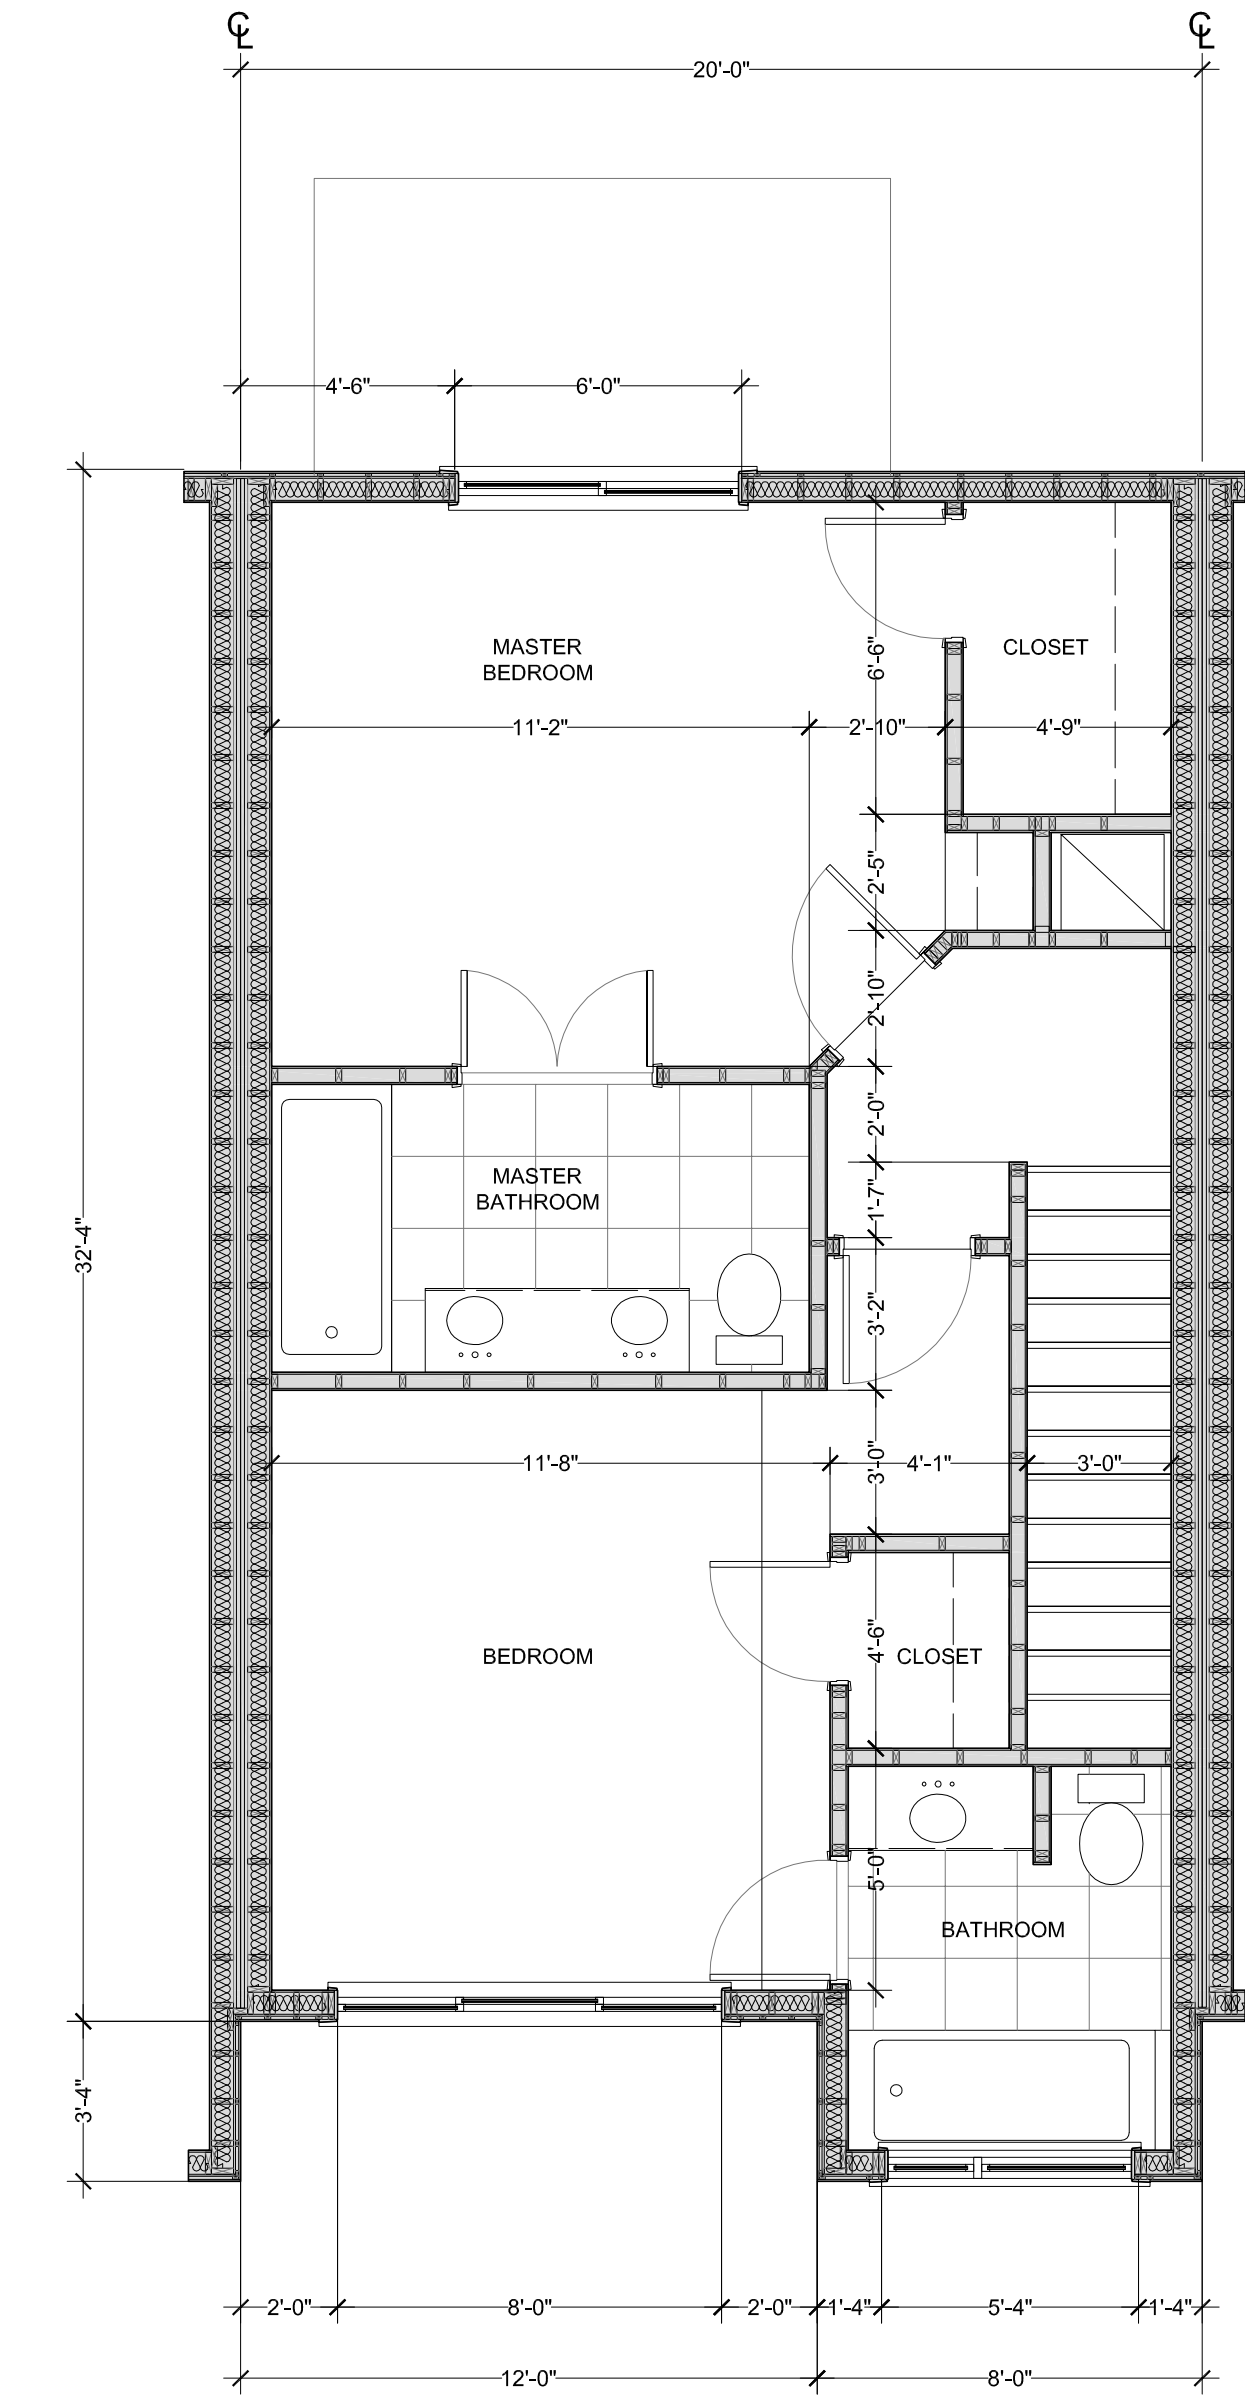 ℄ ℄
20'-0"
4'-6" 6'-0"
MASTER
BEDROOM
CLOSET
6'-6"
11'-2" 2'-10" 4'-9"
2'-5"
2'-10"
2'-0"
MASTER
BATHROOM
1'-7"
32'-4"
3'-2"
11'-8" 3'-0" 4'-1" 3'-0"
4'-6"
BEDROOM
CLOSET
5'-0"
BATHROOM
3'-4"
2'-0" 8'-0" 2'-0" 1'-4" 5'-4" 1'-4"
12'-0" 8'-0"